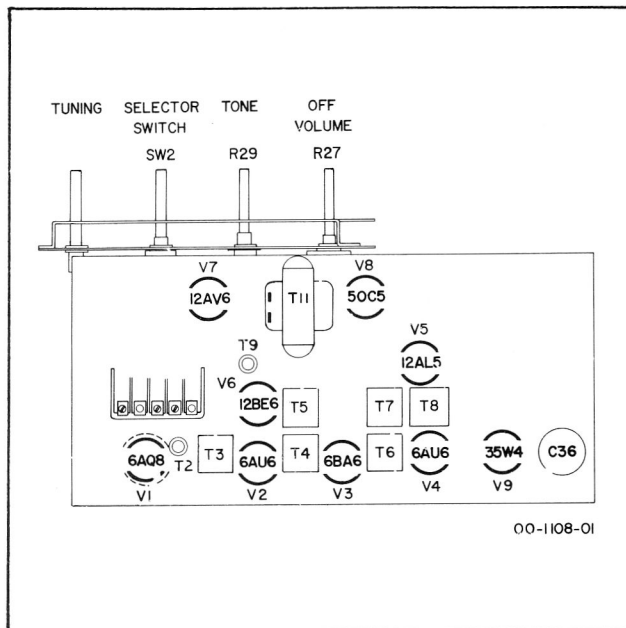 TUNING SELECTOR SWITCH TONE OFF VOLUME
SW2 R29 R27
V7 V8
12AV6 T11 50C5
V5
T9 12AL5
V6
12BE6 T5 T7 T8
6AQ8 T2 T3 6AU6 T4 6BA6 T6 6AU6 35W4 C36
V1 V2 V3 V4 V9
00-1108-01